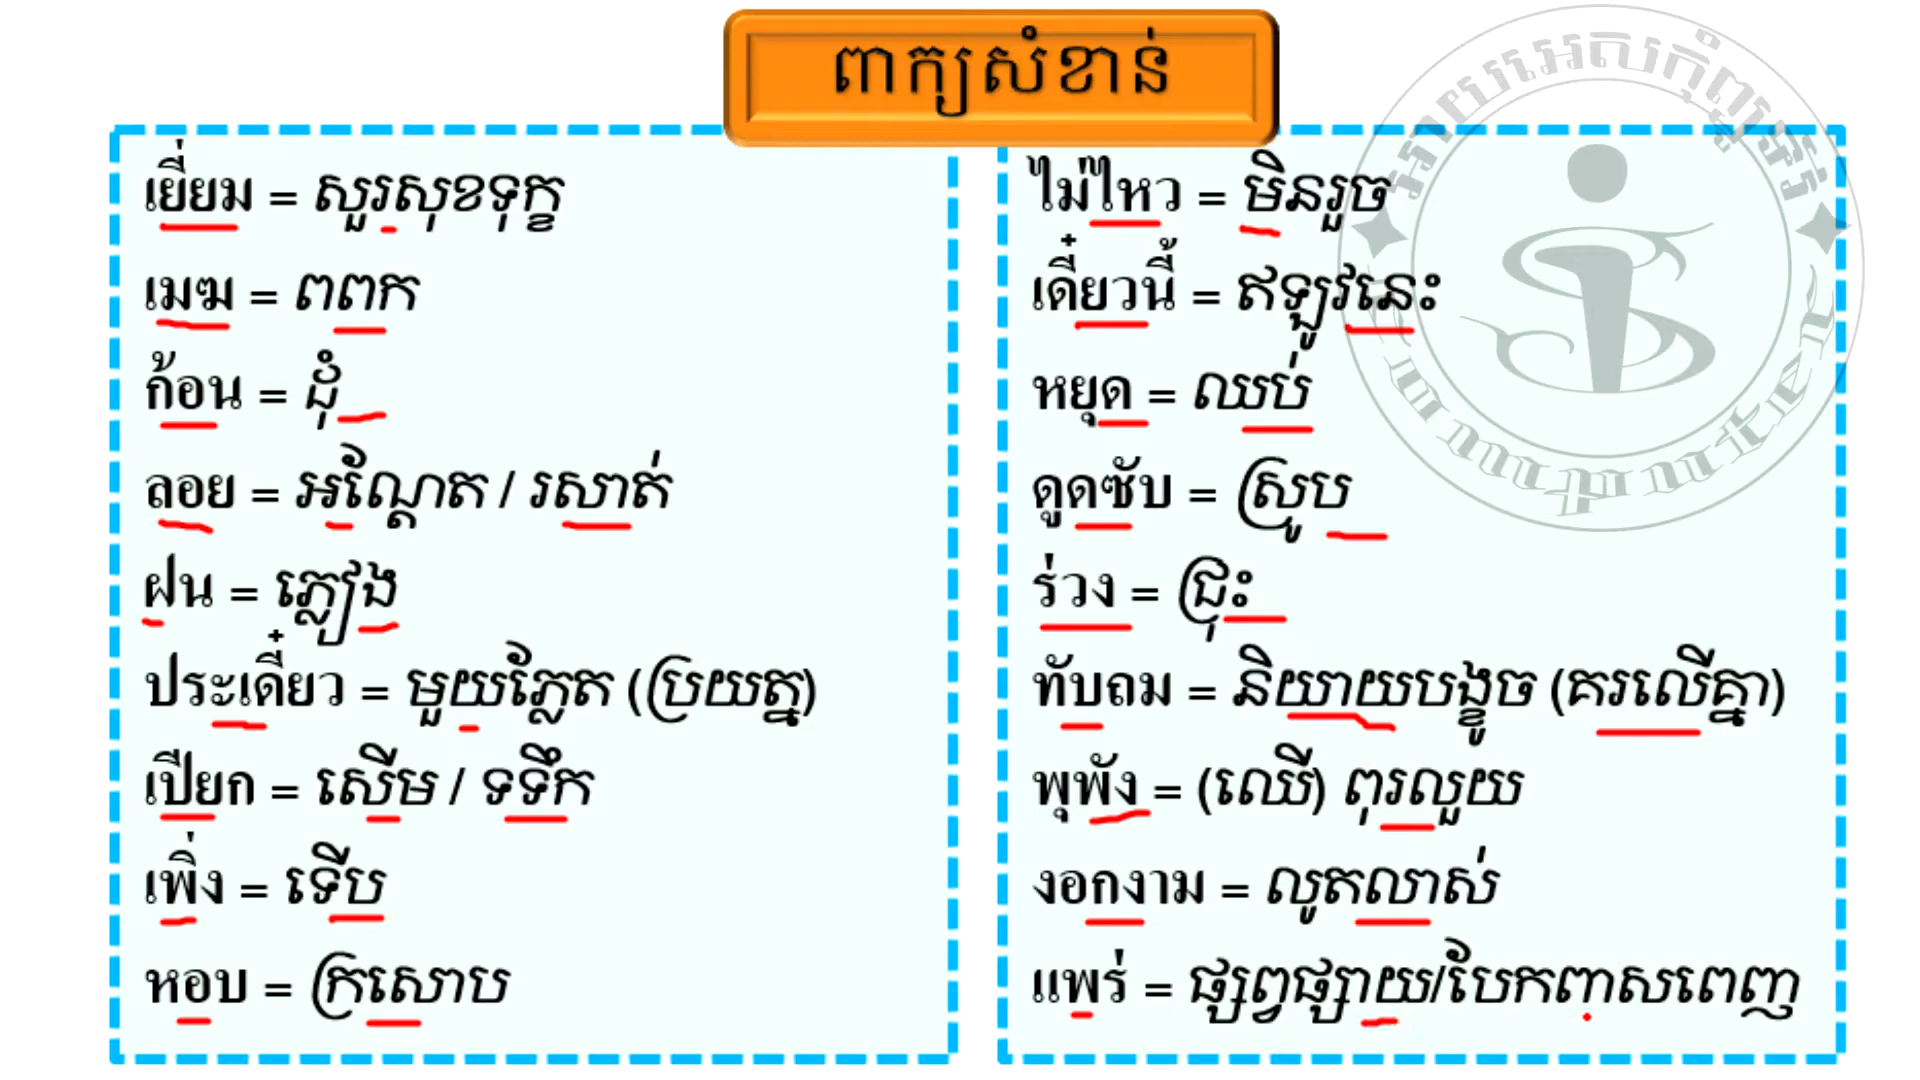 ពាក្យសំខាន់
เยี่ยม = សួរសុខទុក្ខ
เมฆ = ពពក
ก้อน = ដុំ
ลอย = អណ្តែត / រសាត់
ฝน = ភ្លៀង
ประเดี๋ยว = មួយភ្លែត (ប្រយត្ន)
เปียก = សើម / ទទឹក
เพิ่ง = ទើប
หอบ = ក្រសោប
ไม่ไหว = មិនរួច
เดี๋ยวนี้ = ឥឡូវនេះ
หยุด = ឈប់
ดูดซับ = ស្រូប
ร่วง = ជ្រុះ
ทับถม = និយាយបង្ខូច (គរលើគ្នា)
พุพัง = (ឈើ) ពុរលួយ
งอกงาม = លូតលាស់
แพร่ = ផ្សព្វផ្សាយ/បែកញាសពេញ